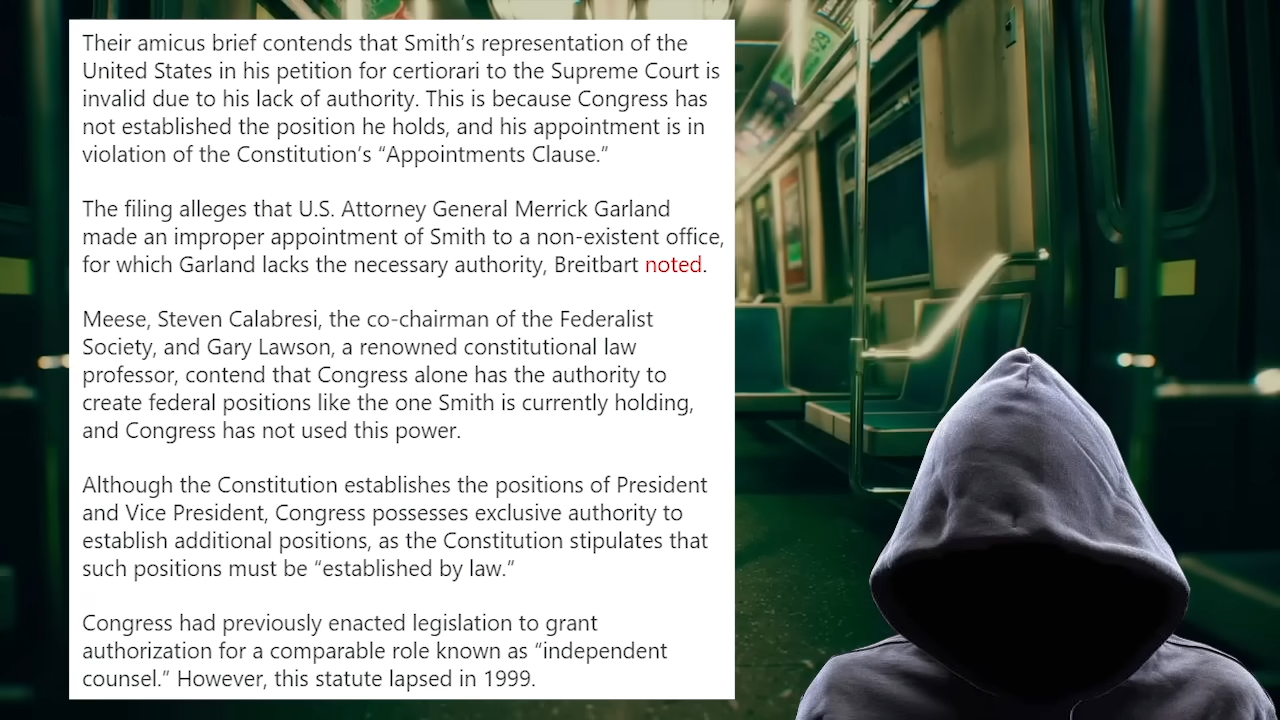 Their amicus brief contends that Smith’s representation of the
United States in his petition for certiorari to the Supreme Court is
invalid due to his lack of authority. This is because Congress has
not established the position he holds, and his appointment is in
violation of the Constitution’s “Appointments Clause.”
The filing alleges that U.S. Attorney General Merrick Garland
made an improper appointment of Smith to a non-existent office,
for which Garland lacks the necessary authority, Breitbart noted.
Meese, Steven Calabresi, the co-chairman of the Federalist
Society, and Gary Lawson, a renowned constitutional law
professor, contend that Congress alone has the authority to
create federal positions like the one Smith is currently holding,
and Congress has not used this power.
Although the Constitution establishes the positions of President
and Vice President, Congress possesses exclusive authority to
establish additional positions, as the Constitution stipulates that
such positions must be “established by law.”
Congress had previously enacted legislation to grant
authorization for a comparable role known as “independent
counsel.” However, this statute lapsed in 1999.